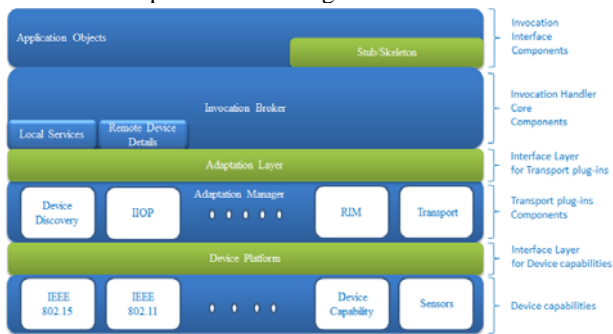 Application Objects
Stub/Skeleton
Invocation
Interface
Components
Invocation Broker
Local Services
Remote Device
Details
Invocation Handler
Core
Components
Adaptation Layer
Interface Layer
for Transport plug-ins
Adaptation Manager
Device
Discovery
IIOP
RIM
Transport
Transport plug-ins
Components
Device Platform
Interface Layer
for Device capabilities
IEEE
802.15
IEEE
802.11
Device
Capability
Sensors
Device capabilities